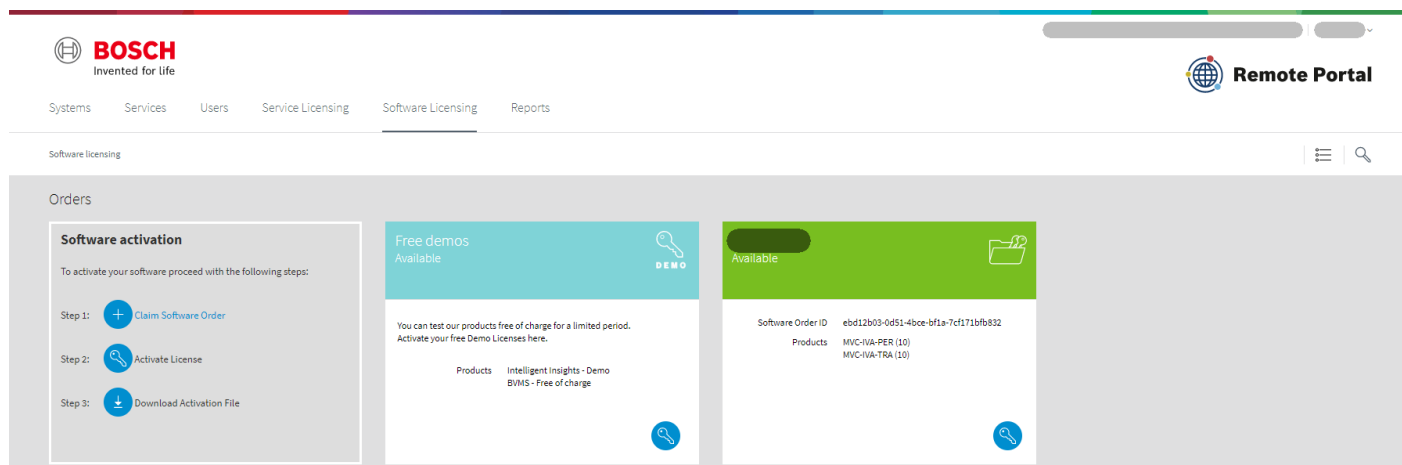 BOSCH
Invented for life
Remote Portal
Systems Services Users Service Licensing Software Licensing Reports
Software licensing
Orders
Software activation
To activate your software proceed with the following steps:
Step 1: Claim Software Order
Step 2: Activate License
Step 3: Download Activation File
Free demos
Available
DEMO
You can test our products free of charge for a limited period.
Activate your free Demo Licenses here.
Products Intelligent Insights - Demo
BVMS - Free of charge
Available
Software Order ID ebd12b03-0d51-4bce-bf1a-7cf171bfb832
Products MVC-IVA-PER (10)
MVC-IVA-TRA (10)